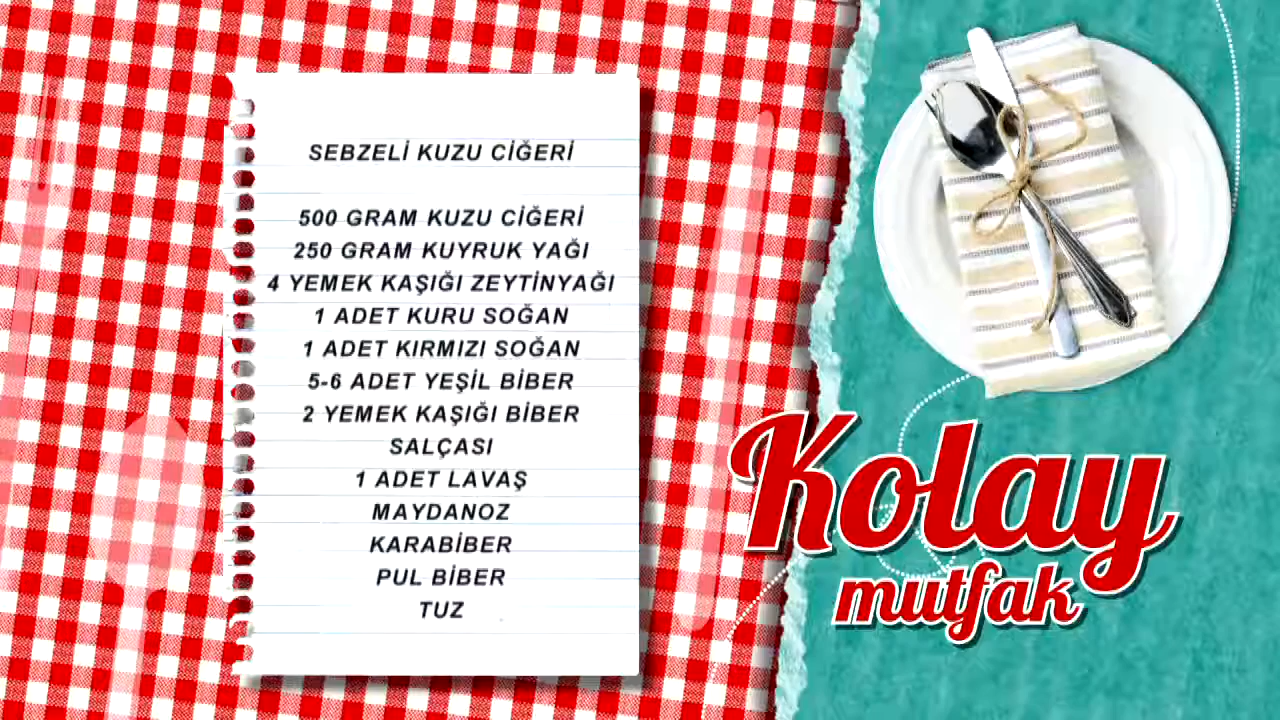 SEBZELİ KUZU CİĞERİ
500 GRAM KUZU CİĞERİ
250 GRAM KUYRUK YAĞI
4 YEMEK KAŞIĞI ZEYTİNYAĞI
1 ADET KURU SOĞAN
1 ADET KIRMIZI SOĞAN
5-6 ADET YEŞİL BİBER
2 YEMEK KAŞIĞI BİBER
SALÇASI
1 ADET LAVAŞ
MAYDANOZ
KARABİBER
PUL BİBER
TUZ
Kolay
mutfak